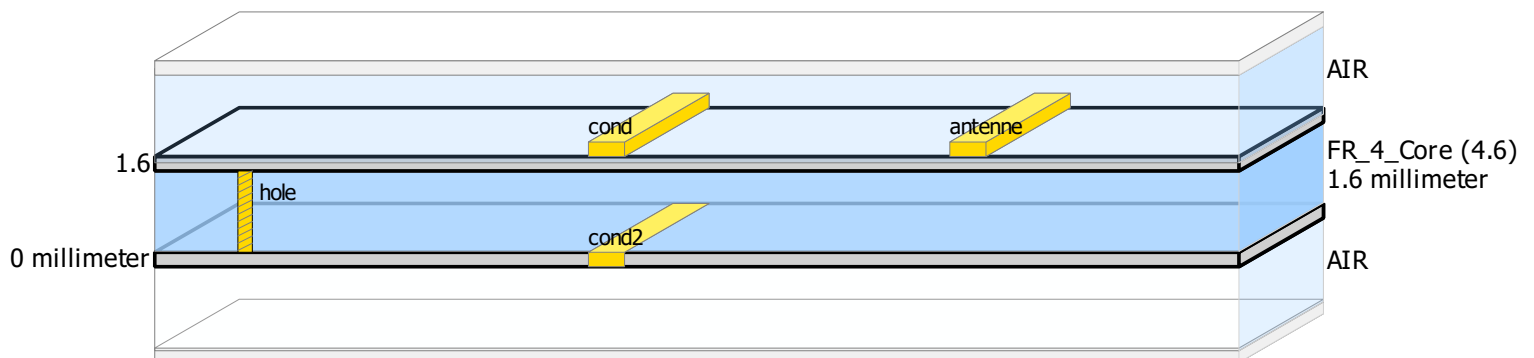 AIR
cond
antenne
1.6
FR_4_Core (4.6)
1.6 millimeter
hole
cond2
0 millimeter
AIR